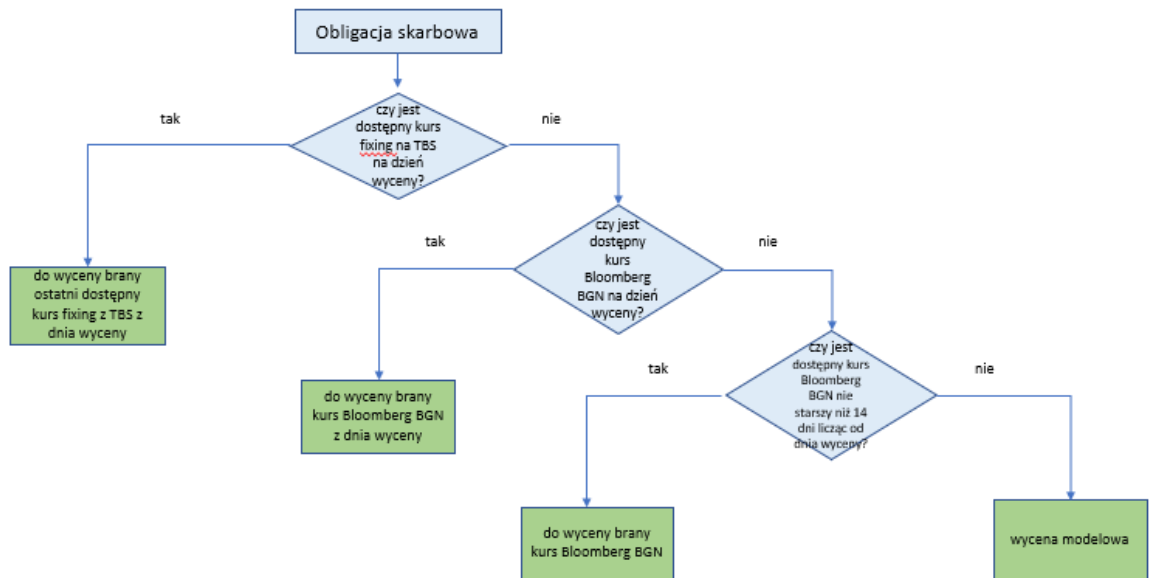 Obligacja skarbowa
czy jest
dostępny kurs
fixing na TBS
na dzień
wyceny?
tak
nie
do wyceny brany
ostatni dostępny
kurs fixing z TBS z
dnia wyceny
czy jest
dostępny
kurs
Bloomberg
BGN na dzień
wyceny?
tak
nie
do wyceny brany
kurs Bloomberg BGN
z dnia wyceny
czy jest
dostępny kurs
Bloomberg
BGN nie
starszy niż 14
dni licząc od
dnia wyceny?
tak
nie
do wyceny brany
kurs Bloomberg BGN
wycena modelowa